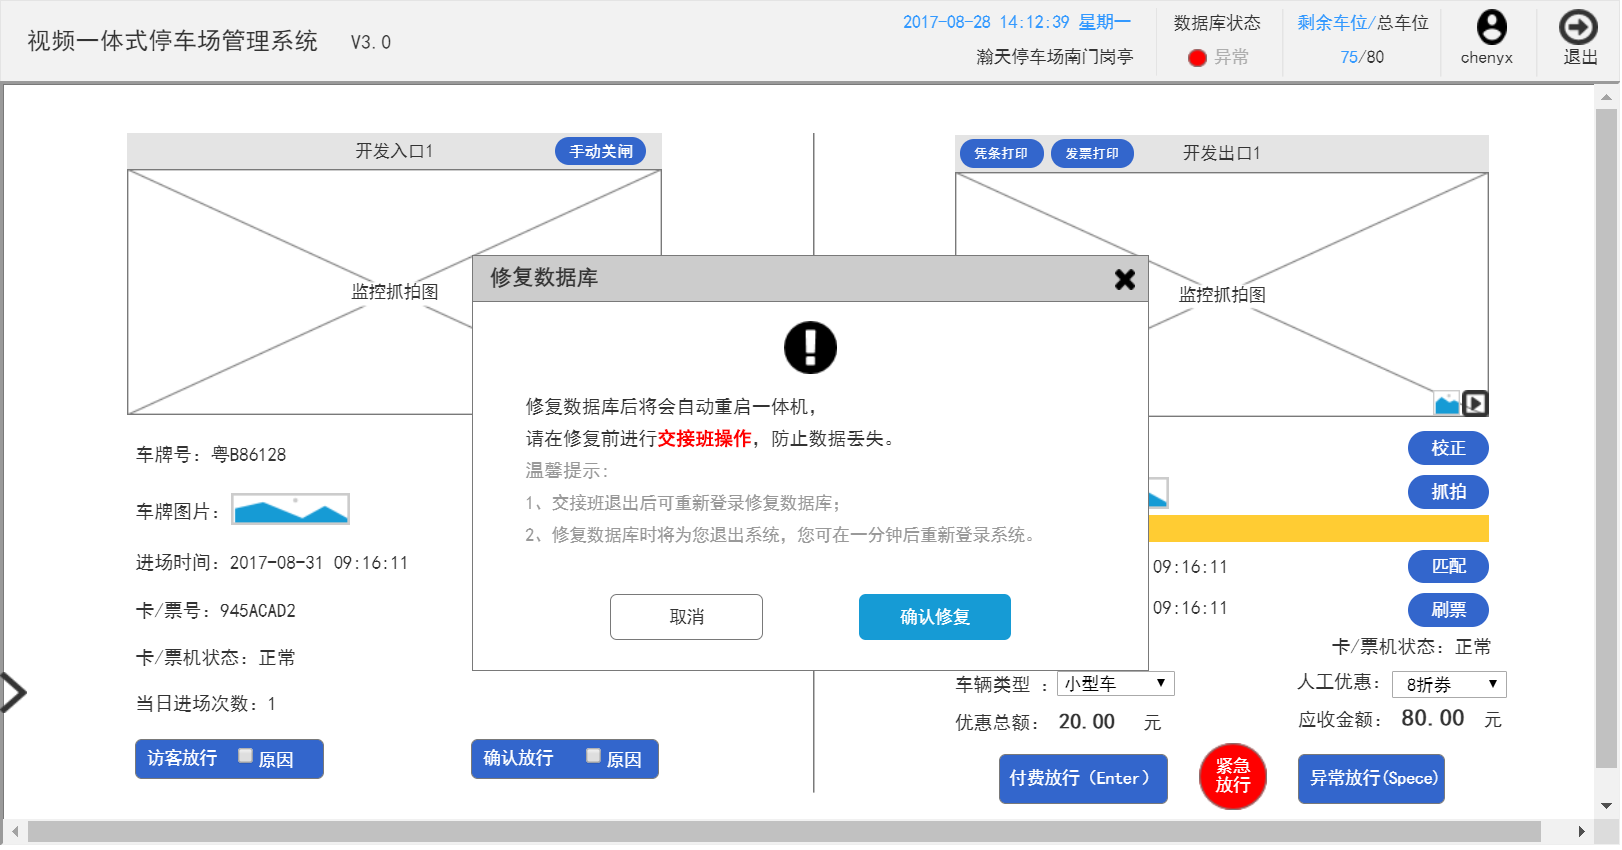 视频一体式停车场管理系统 V3.0
2017-08-28 14:12:39 星期一
瀚天停车场南门岗亭
数据库状态
异常
剩余车位/总车位
75/80
chenyx
退出
开发入口1
手动关闸
监控抓拍图
车牌号：粤B86128
车牌图片：
进场时间：2017-08-31 09:16:11
卡/票号：945ACAD2
卡/票机状态：正常
当日进场次数：1
访客放行 原因
确认放行 原因
修复数据库
修复数据库后将会自动重启一体机，
请在修复前进行交接班操作，防止数据丢失。
温馨提示：
1、交接班退出后可重新登录修复数据库；
2、修复数据库时将为您退出系统，您可在一分钟后重新登录系统。
取消
确认修复
凭条打印
发票打印
开发出口1
监控抓拍图
校正
抓拍
09:16:11
匹配
09:16:11
刷票
卡/票机状态：正常
车辆类型 ：小型车
人工优惠： 8折券
优惠总额： 20.00 元
应收金额： 80.00 元
付费放行（Enter）
紧急
放行
异常放行(Spece)